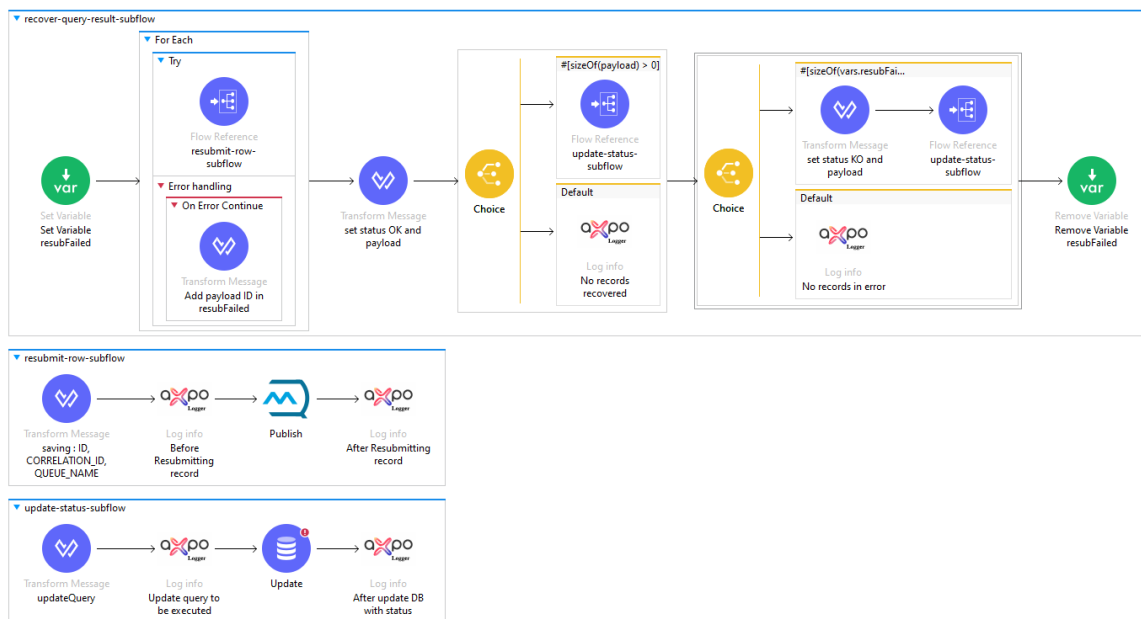 recover-query-result-subflow
For Each
Try
Flow Reference
resubmit-row-
subflow
Error handling
On Error Continue
Transform Message
Add payload ID in
resubFailed
var
Set Variable
Set Variable
resubFailed
Transform Message
set status OK and
payload
Choice
#[sizeOf(payload) > 0]
Flow Reference
update-status-
subflow
Default
axpo
Logger
Log info
No records
recovered
Choice
#[sizeOf(vars.resubFai...
Transform Message
set status KO and
payload
Flow Reference
update-status-
subflow
Default
axpo
Logger
Log info
No records in error
var
Remove Variable
Remove Variable
resubFailed
resubmit-row-subflow
Transform Message
saving : ID,
CORRELATION_ID,
QUEUE_NAME
axpo
Logger
Log info
Before
Resubmitting
record
Publish
axpo
Logger
Log info
After Resubmitting
record
update-status-subflow
Transform Message
updateQuery
axpo
Logger
Log info
Update query to
be executed
Update
axpo
Logger
Log info
After update DB
with status